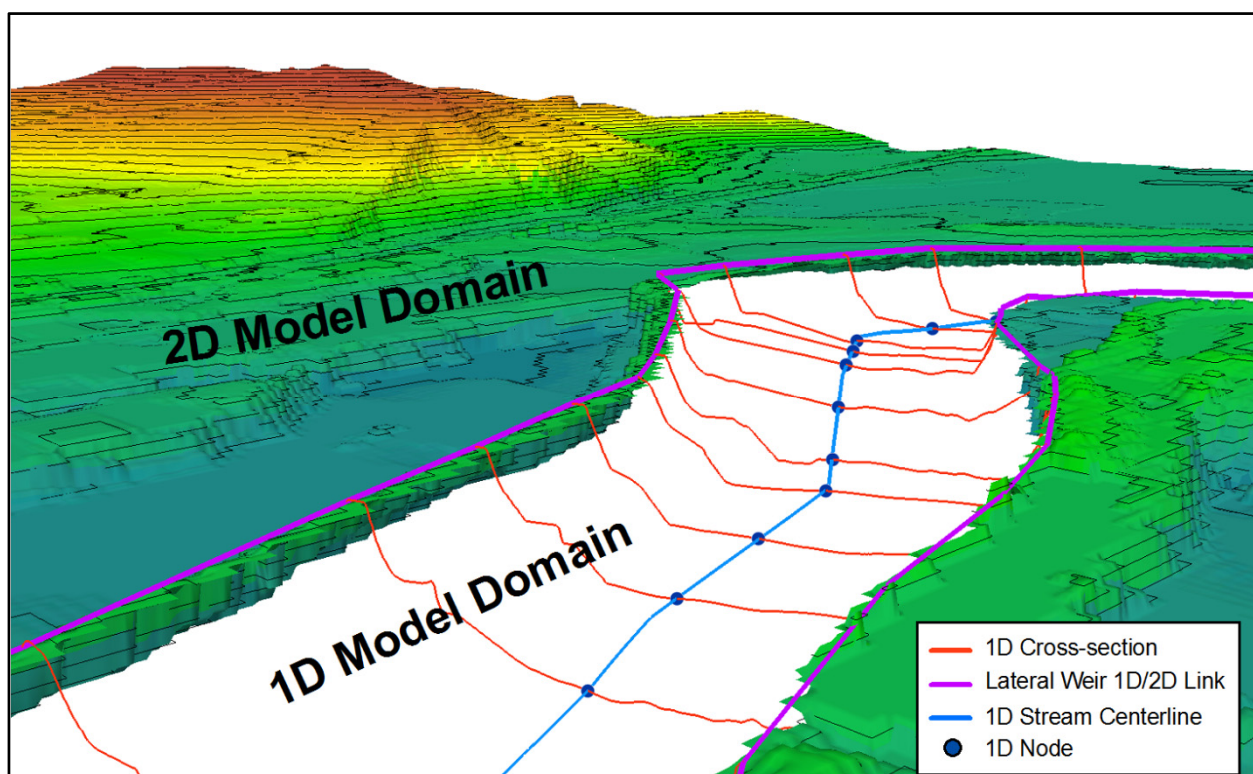 2D Model Domain
1D Model Domain
1D Cross-section
Lateral Weir 1D/2D Link
1D Stream Centerline
1D Node